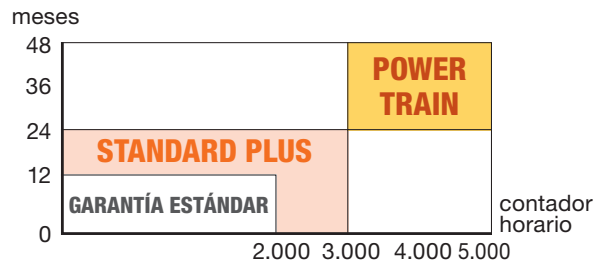 meses
48
36
24
12
0
POWER
TRAIN
STANDARD PLUS
GARANTÍA ESTÁNDAR
contador
horario
2.000 3.000 4.000 5.000